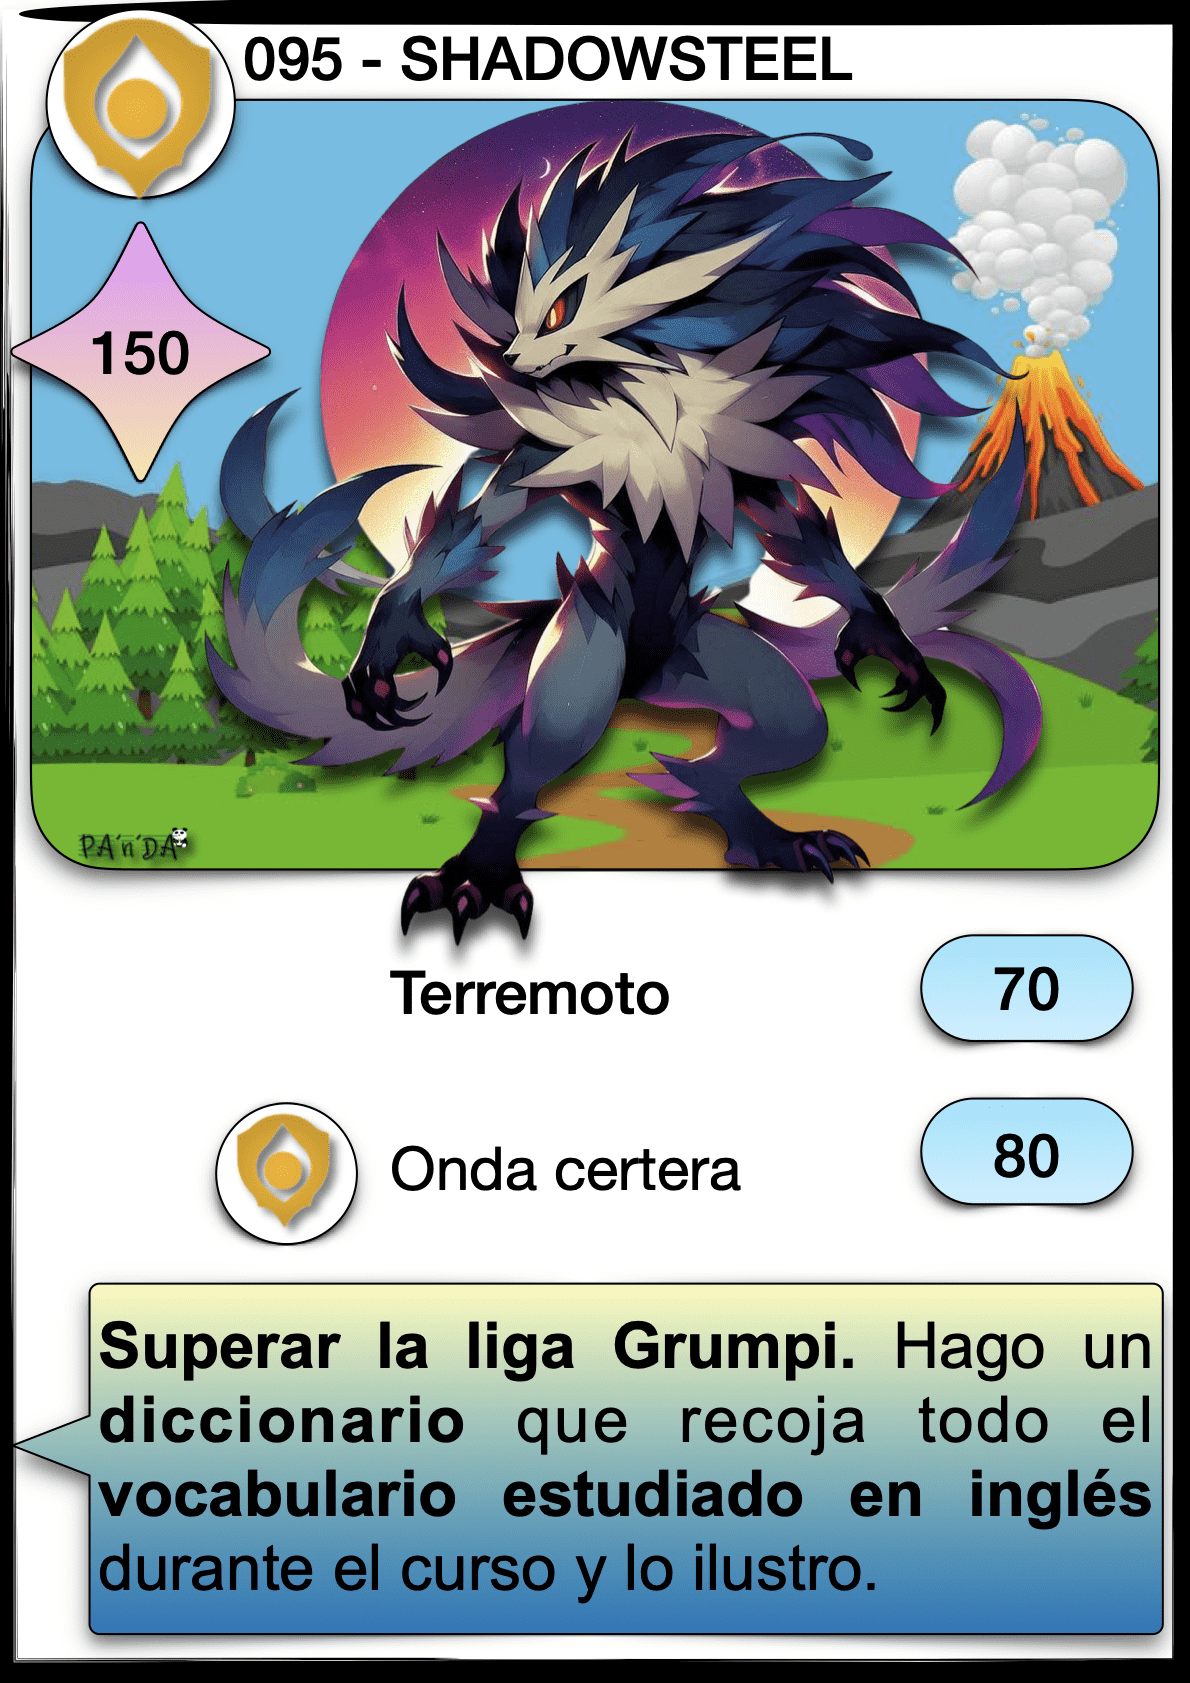 095 - SHADOWSTEEL
150
PA'n'DA
Terremoto
70
Onda certera
80
Superar la liga Grumpi. Hago un
diccionario que recoja todo el
vocabulario estudiado en inglés
durante el curso y lo ilustro.